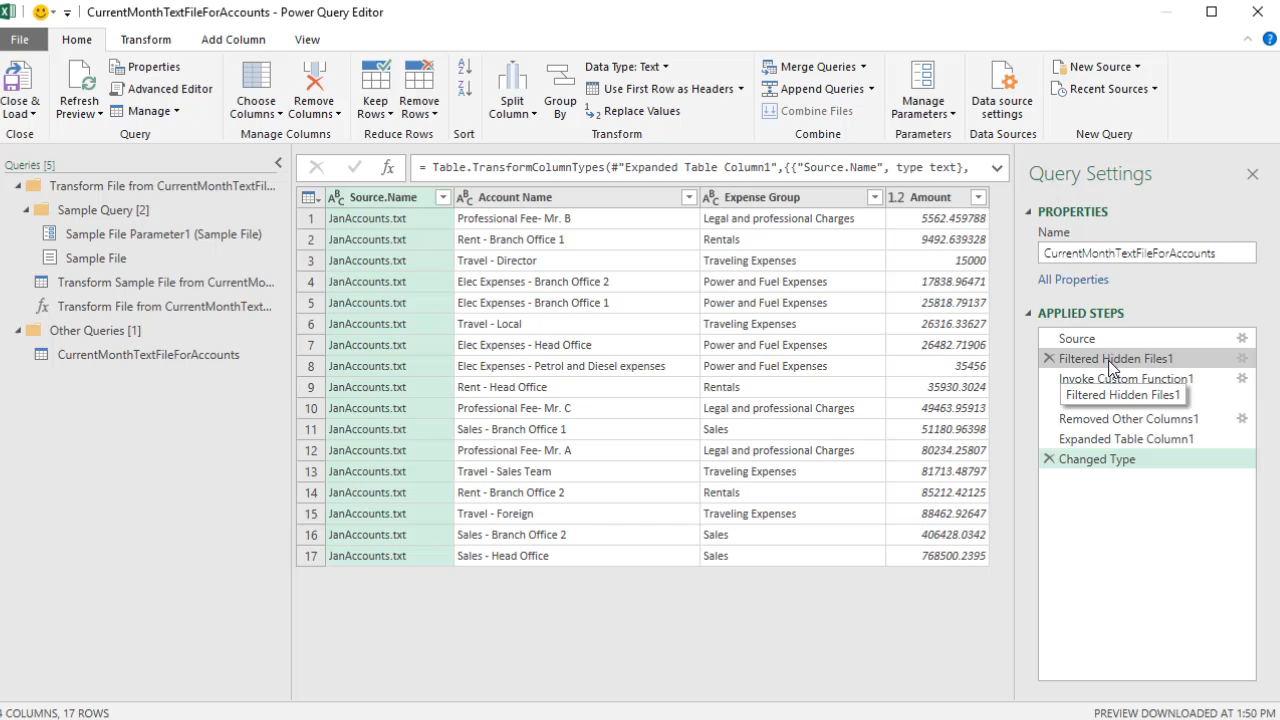 CurrentMonthTextFileForAccounts - Power Query Editor
File Home Transform Add Column View
Close & Load
Close
Refresh Preview
Properties
Advanced Editor
Manage
Query
Choose Columns
Remove Columns
Manage Columns
Keep Rows
Remove Rows
Reduce Rows
Sort
Split Column
Group By
Data Type: Text
Use First Row as Headers
Replace Values
Transform
Merge Queries
Append Queries
Combine Files
Combine
Manage Parameters
Parameters
Data source settings
Data Sources
New Source
Recent Sources
New Query
Queries [5]
Transform File from CurrentMonthTextFil...
Sample Query [2]
Sample File Parameter1 (Sample File)
Sample File
Transform Sample File from CurrentMo...
fx Transform File from CurrentMonthText...
Other Queries [1]
CurrentMonthTextFileForAccounts
fx = Table.TransformColumnTypes(#"Expanded Table Column1",{{"Source.Name", type text},
ABC Source.Name ABC Account Name ABC Expense Group 1.2 Amount
1 JanAccounts.txt Professional Fee- Mr. B Legal and professional Charges 5562.459788
2 JanAccounts.txt Rent - Branch Office 1 Rentals 9492.639328
3 JanAccounts.txt Travel - Director Traveling Expenses 15000
4 JanAccounts.txt Elec Expenses - Branch Office 2 Power and Fuel Expenses 17838.96471
5 JanAccounts.txt Elec Expenses - Branch Office 1 Power and Fuel Expenses 25818.79137
6 JanAccounts.txt Travel - Local Traveling Expenses 26316.33627
7 JanAccounts.txt Elec Expenses - Head Office Power and Fuel Expenses 26482.71906
8 JanAccounts.txt Elec Expenses - Petrol and Diesel expenses Power and Fuel Expenses 35456
9 JanAccounts.txt Rent - Head Office Rentals 35930.3024
10 JanAccounts.txt Professional Fee- Mr. C Legal and professional Charges 49463.95913
11 JanAccounts.txt Sales - Branch Office 1 Sales 51180.96398
12 JanAccounts.txt Professional Fee- Mr. A Legal and professional Charges 80234.25807
13 JanAccounts.txt Travel - Sales Team Traveling Expenses 81713.48797
14 JanAccounts.txt Rent - Branch Office 2 Rentals 85212.42125
15 JanAccounts.txt Travel - Foreign Traveling Expenses 88462.92647
16 JanAccounts.txt Sales - Branch Office 2 Sales 406428.0342
17 JanAccounts.txt Sales - Head Office Sales 768500.2395
Query Settings
PROPERTIES
Name
CurrentMonthTextFileForAccounts
All Properties
APPLIED STEPS
Source
Filtered Hidden Files1
Invoke Custom Function1
Filtered Hidden Files1
Removed Other Columns1
Expanded Table Column1
Changed Type
4 COLUMNS, 17 ROWS
PREVIEW DOWNLOADED AT 1:50 PM